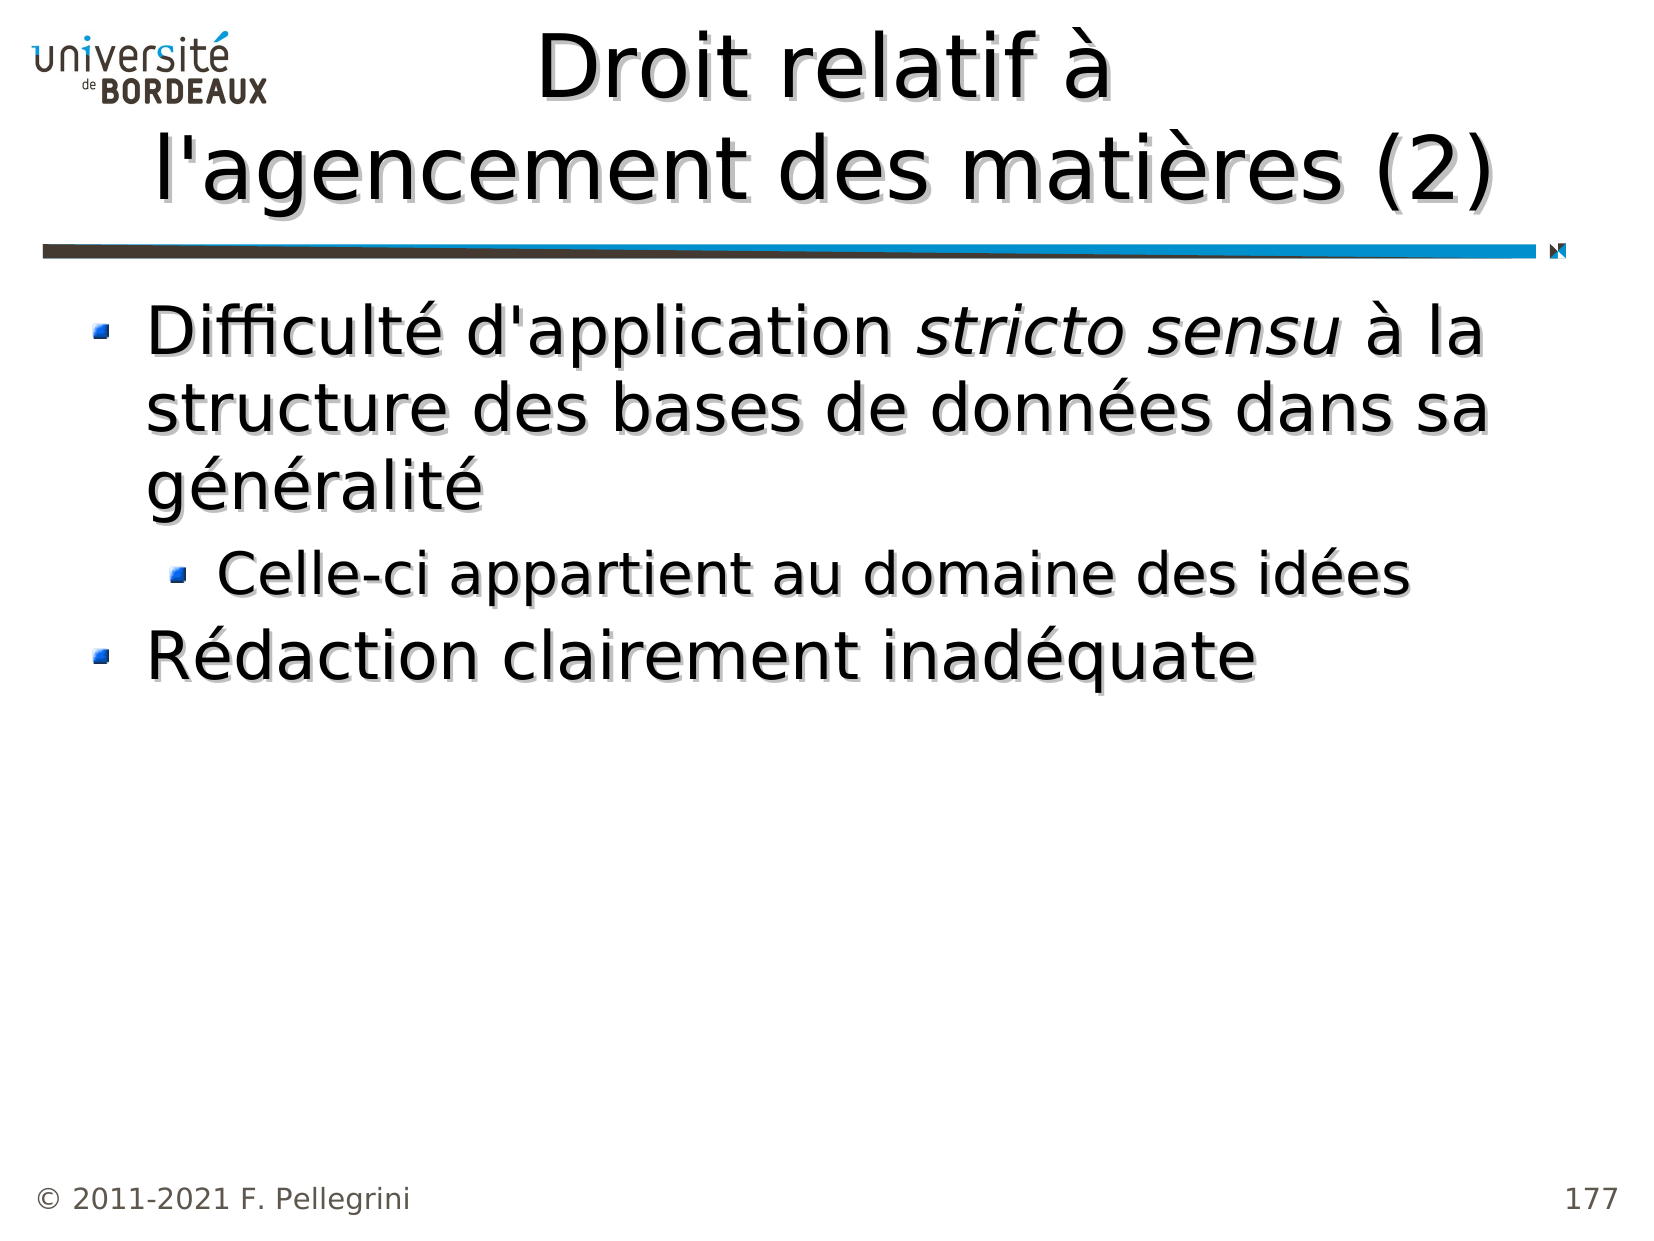 université
de BORDEAUX
Droit relatif à
l'agencement des matières (2)
Difficulté d'application stricto sensu à la
structure des bases de données dans sa
généralité
Celle-ci appartient au domaine des idées
Rédaction clairement inadéquate
© 2011-2021 F. Pellegrini
177